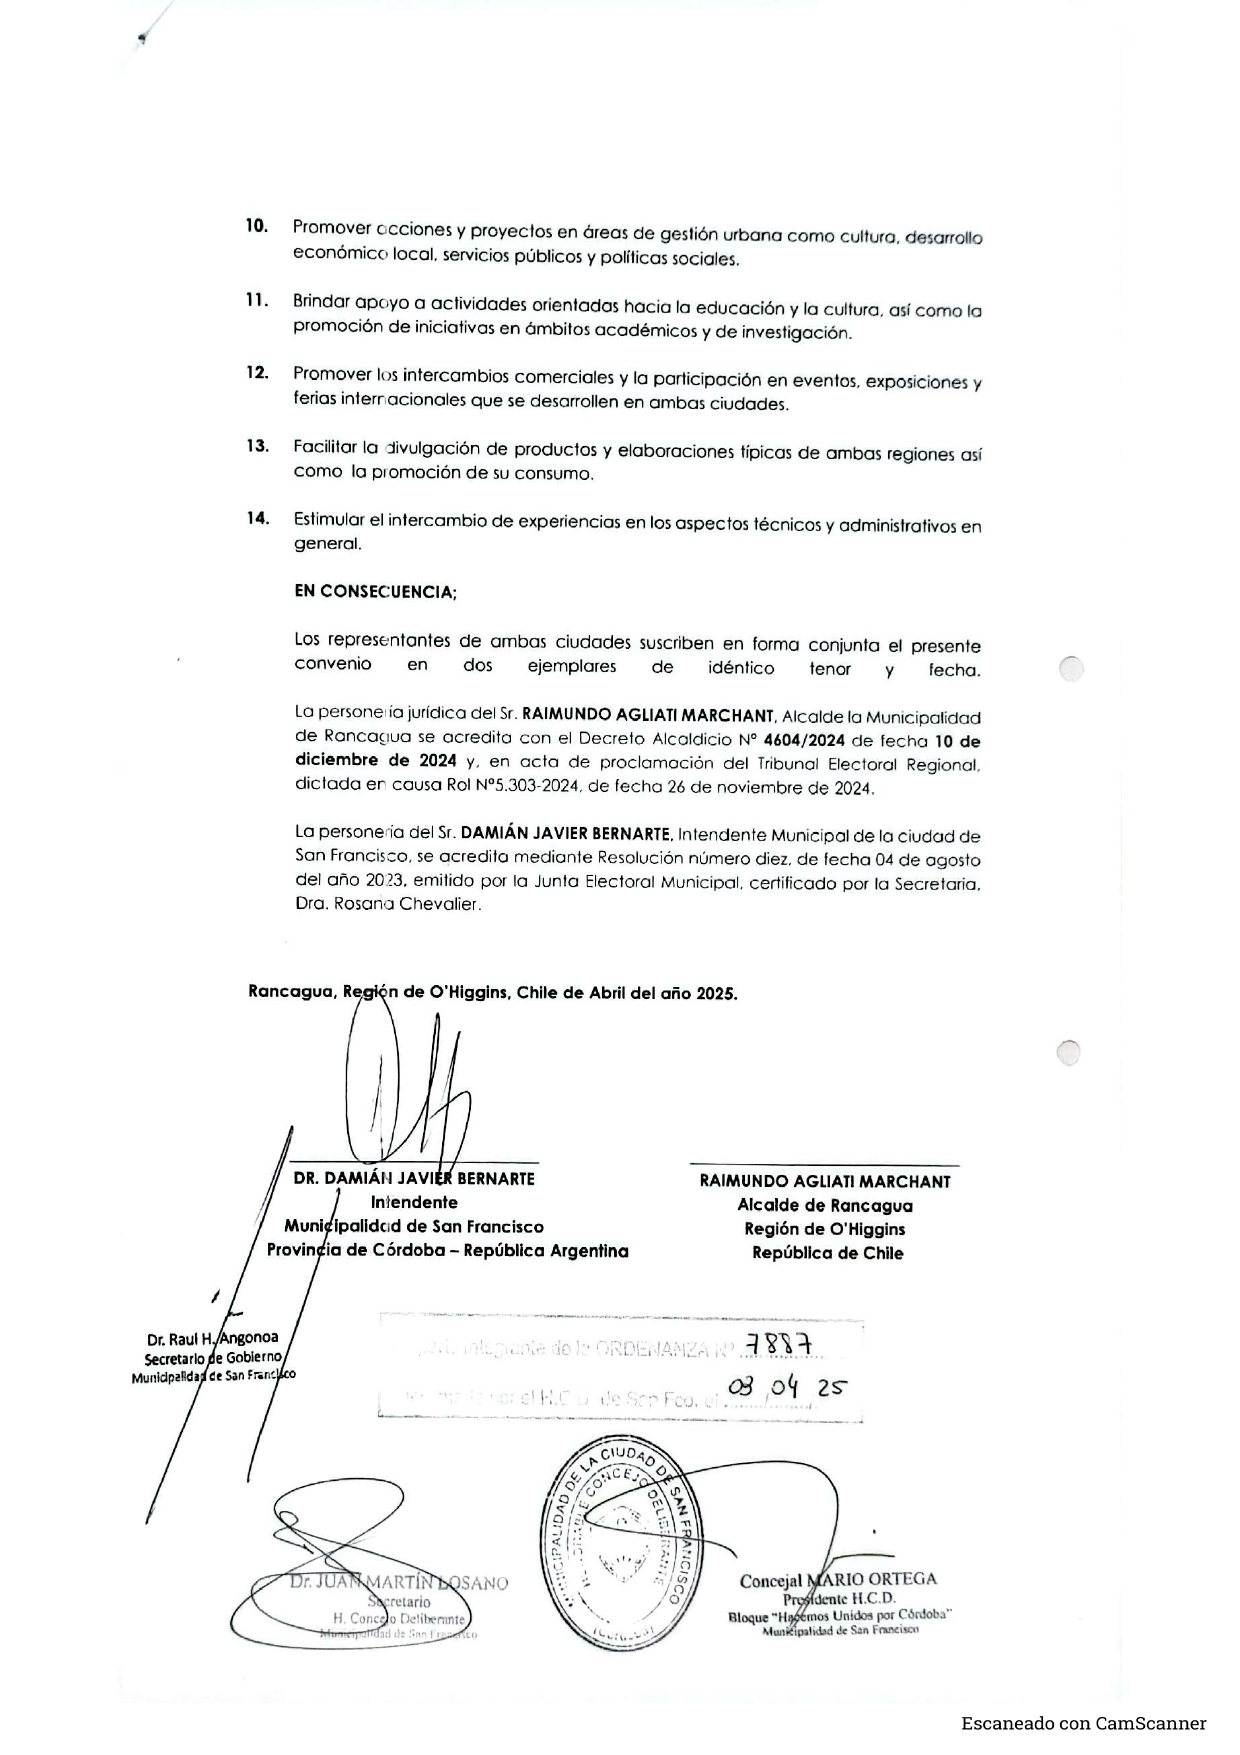 10. Promover acciones y proyectos en áreas de gestión urbana como cultura, desarrollo
económico local, servicios públicos y políticas sociales.
11. Brindar apoyo a actividades orientadas hacia la educación y la cultura, así como la
promoción de iniciativas en ámbitos académicos y de investigación.
12. Promover los intercambios comerciales y la participación en eventos, exposiciones y
ferias internacionales que se desarrollen en ambas ciudades.
13. Facilitar la divulgación de productos y elaboraciones típicas de ambas regiones así
como la promoción de su consumo.
14. Estimular el intercambio de experiencias en los aspectos técnicos y administrativos en
general.
EN CONSECUENCIA;
Los representantes de ambas ciudades suscriben en forma conjunta el presente
convenio en dos ejemplares de idéntico tenor y fecha.
La personería jurídica del Sr. RAIMUNDO AGLIATI MARCHANT, Alcalde la Municipalidad
de Rancagua se acredita con el Decreto Alcaldicio Nº 4604/2024 de fecha 10 de
diciembre de 2024 y, en acta de proclamación del Tribunal Electoral Regional,
dictada en causa Rol Nº5.303-2024, de fecha 26 de noviembre de 2024.
La personería del Sr. DAMIÁN JAVIER BERNARTE, Intendente Municipal de la ciudad de
San Francisco, se acredita mediante Resolución número diez, de fecha 04 de agosto
del año 2023, emitido por la Junta Electoral Municipal, certificado por la Secretaria,
Dra. Rosana Chevalier.
Rancagua, Región de O'Higgins, Chile de Abril del año 2025.
DR. DAMIÁN JAVIER BERNARTE
Intendente
Municipalidad de San Francisco
Provincia de Córdoba – República Argentina
RAIMUNDO AGLIATI MARCHANT
Alcalde de Rancagua
Región de O'Higgins
República de Chile
Dr. Raul H. Angonoa
Secretario de Gobierno
Municipalidad de San Francisco
integrante de la ORDENANZA Nº 7887
por el H.C.D. de San Fco. el 03 04 25
MUNICIPALIDAD DE LA CIUDAD DE SAN FRANCISCO
HONORABLE CONCEJO DELIBERANTE
Dr. JUAN MARTÍN LOSANO
Secretario
H. Concejo Deliberante
Municipalidad de San Francisco
Concejal MARIO ORTEGA
Presidente H.C.D.
Bloque "Hacemos Unidos por Córdoba"
Municipalidad de San Francisco
Escaneado con CamScanner